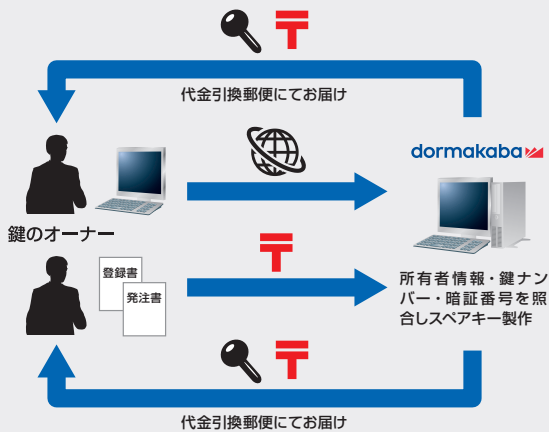 代金引換郵便にてお届け
dormakaba
鍵のオーナー
登録書
発注書
所有者情報・鍵ナン
バー・暗証番号を照
合しスペアキー製作
代金引換郵便にてお届け